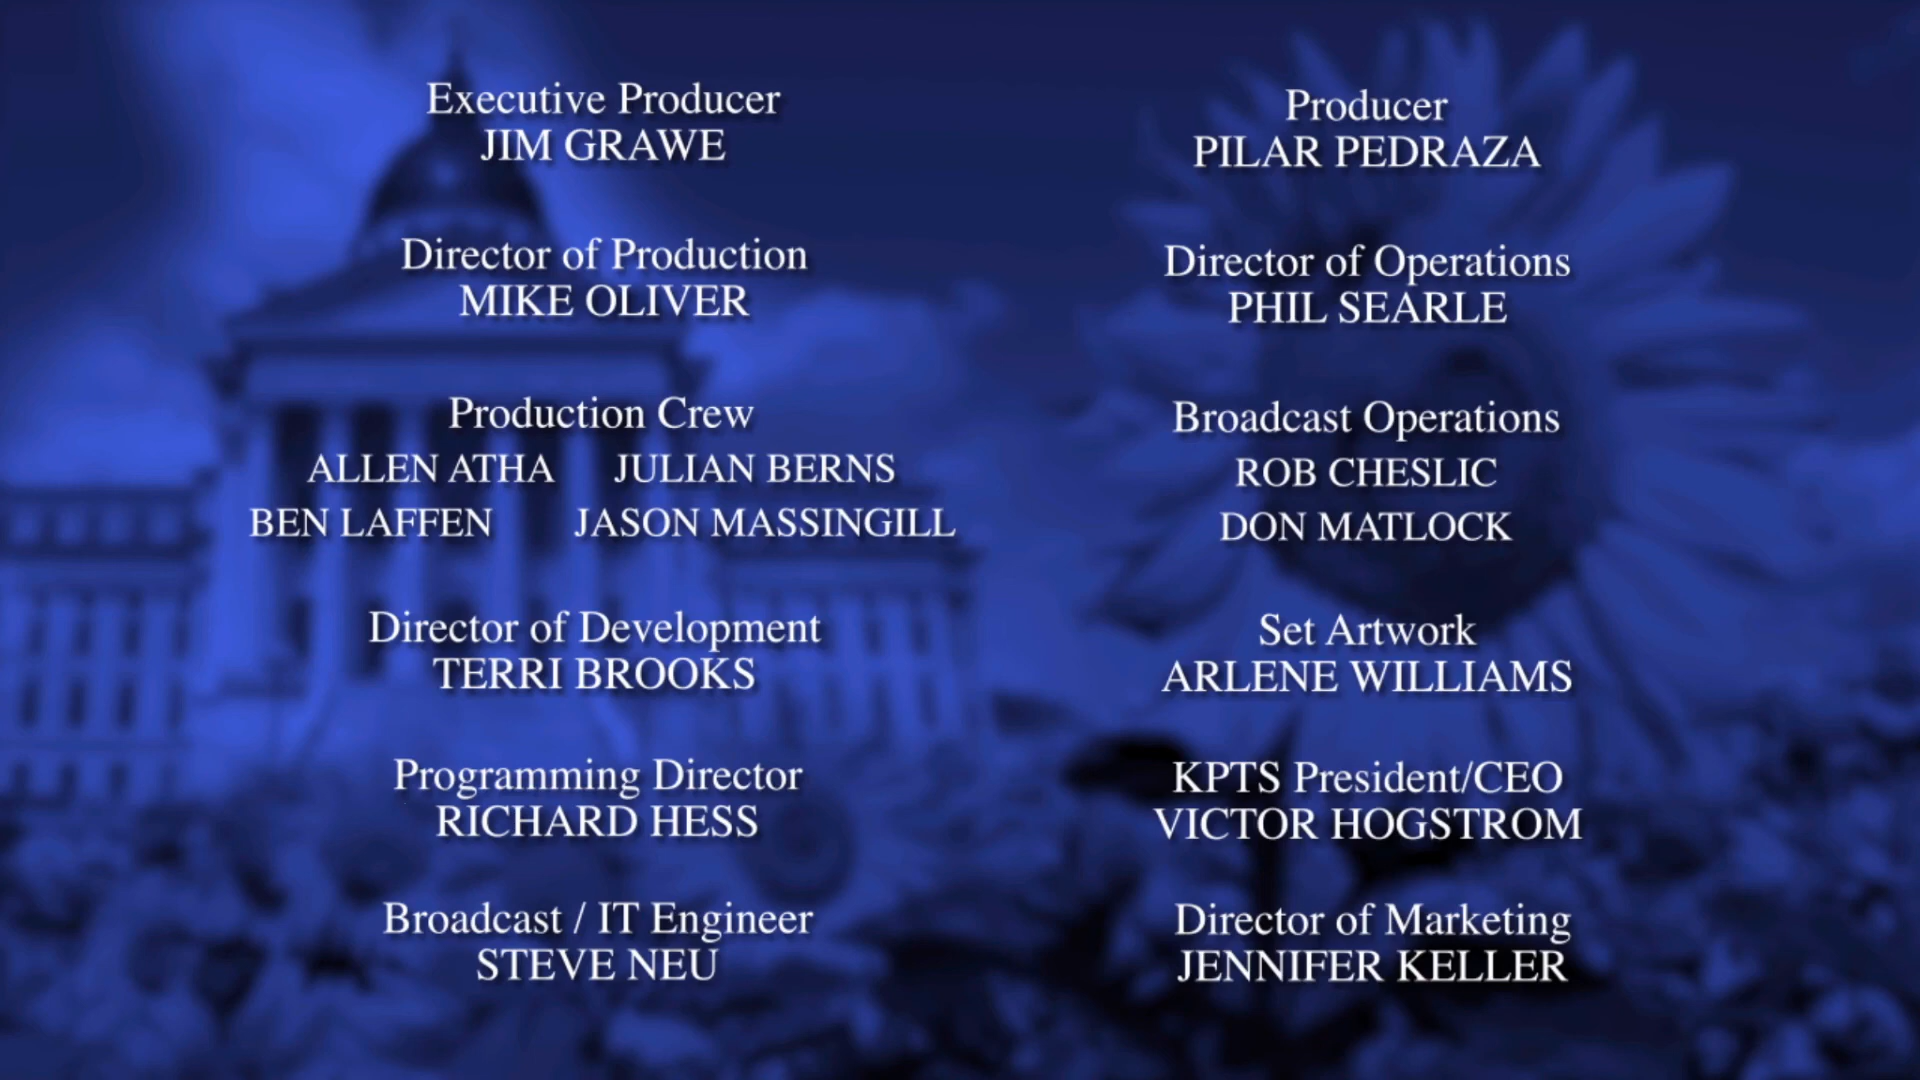 Executive Producer
JIM GRAWE
Director of Production
MIKE OLIVER
Production Crew
ALLEN ATHA JULIAN BERNS
BEN LAFFEN JASON MASSINGILL
Director of Development
TERRI BROOKS
Programming Director
RICHARD HESS
Broadcast / IT Engineer
STEVE NEU
Producer
PILAR PEDRAZA
Director of Operations
PHIL SEARLE
Broadcast Operations
ROB CHESLIC
DON MATLOCK
Set Artwork
ARLENE WILLIAMS
KPTS President/CEO
VICTOR HOGSTROM
Director of Marketing
JENNIFER KELLER